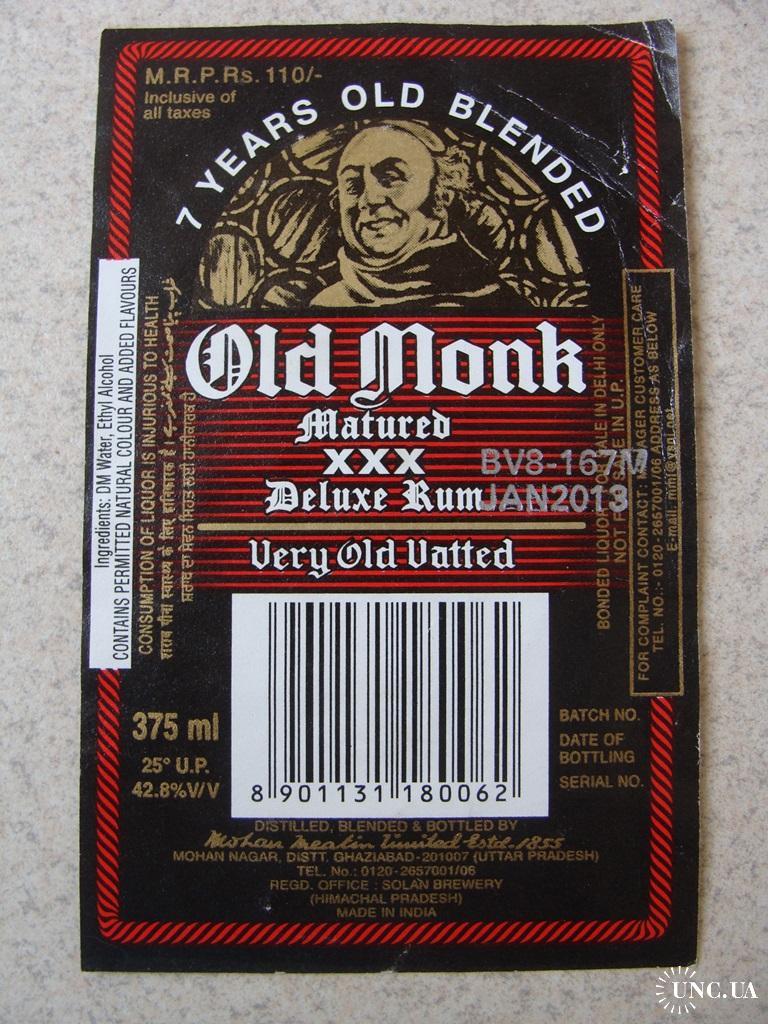 M.R.P.Rs. 110/-
Inclusive of
all taxes
7 YEARS OLD BLENDED
Old Monk
Matured
XXX
Deluxe Rum
BV8-167M
JAN2013
Very Old Vatted
Ingredients: DM Water, Ethyl Alcohol
CONTAINS PERMITTED NATURAL COLOUR AND ADDED FLAVOURS
CONSUMPTION OF LIQUOR IS INJURIOUS TO HEALTH
शराब पीना स्वास्थ्य के लिए हानिकारक है।
BONDED LIQUOR SALE IN DELHI ONLY
NOT FOR SALE IN U.P.
FOR COMPLAINT CONTACT: MANAGER CUSTOMER CARE
TEL. NO.:- 0120-2657001/06 ADDRESS AS BELOW
E-mail.
375 ml
25° U.P.
42.8%V/V
8 901131 180062
BATCH NO.
DATE OF
BOTTLING
SERIAL NO.
DISTILLED, BLENDED & BOTTLED BY
Mohan Meakin Limited-Estd. 1855
MOHAN NAGAR, DISTT. GHAZIABAD-201007 (UTTAR PRADESH)
TEL. No.: 0120-2657001/06
REGD. OFFICE : SOLAN BREWERY
(HIMACHAL PRADESH)
MADE IN INDIA
UNC.UA